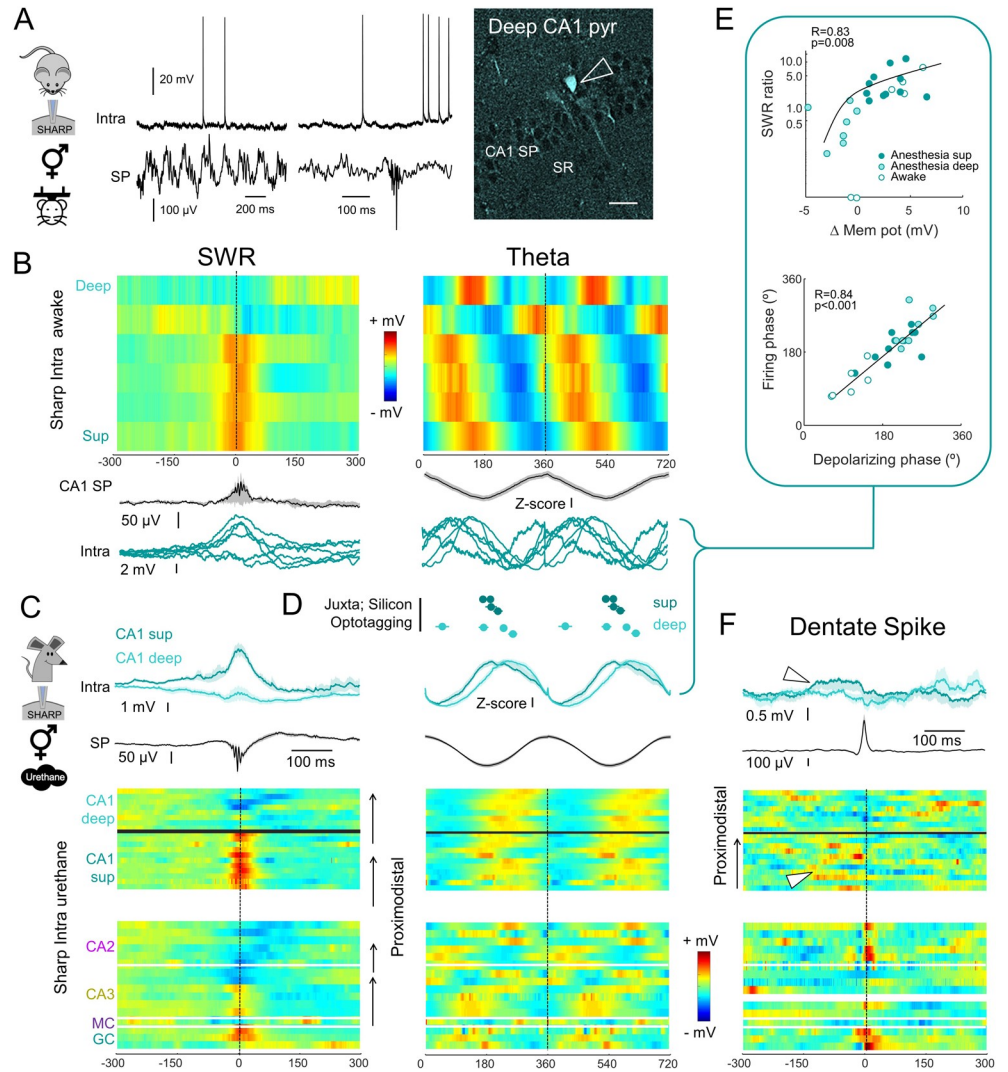 A
20 mV
Intra
SHARP
SP
100 µV
200 ms
100 ms
Deep CA1 pyr
CA1 SP
SR
E
R=0.83
p=0.008
SWR ratio
10.0
5.0
1.0
0.5
Anesthesia sup
Anesthesia deep
Awake
-5
0
5
10
Δ Mem pot (mV)
360
R=0.84
p<0.001
Firing phase (º)
180
0
0
180
360
Depolarizing phase (º)
B
SWR
Theta
Sharp Intra awake
Deep
Sup
+ mV
- mV
-300
-150
0
150
300
0
180
360
540
720
CA1 SP
50 µV
Z-score
Intra
2 mV
C
D
Juxta; Silicon
Optotagging
sup
deep
CA1 sup
CA1 deep
Intra
1 mV
Z-score
SHARP
SP
50 µV
100 ms
Urethane
F
Dentate Spike
0.5 mV
100 ms
100 µV
Sharp Intra urethane
CA1
deep
CA1
sup
CA2
CA3
MC
GC
Proximodistal
Proximodistal
+ mV
- mV
-300
-150
0
150
300
0
180
360
540
720
-300
-150
0
150
300